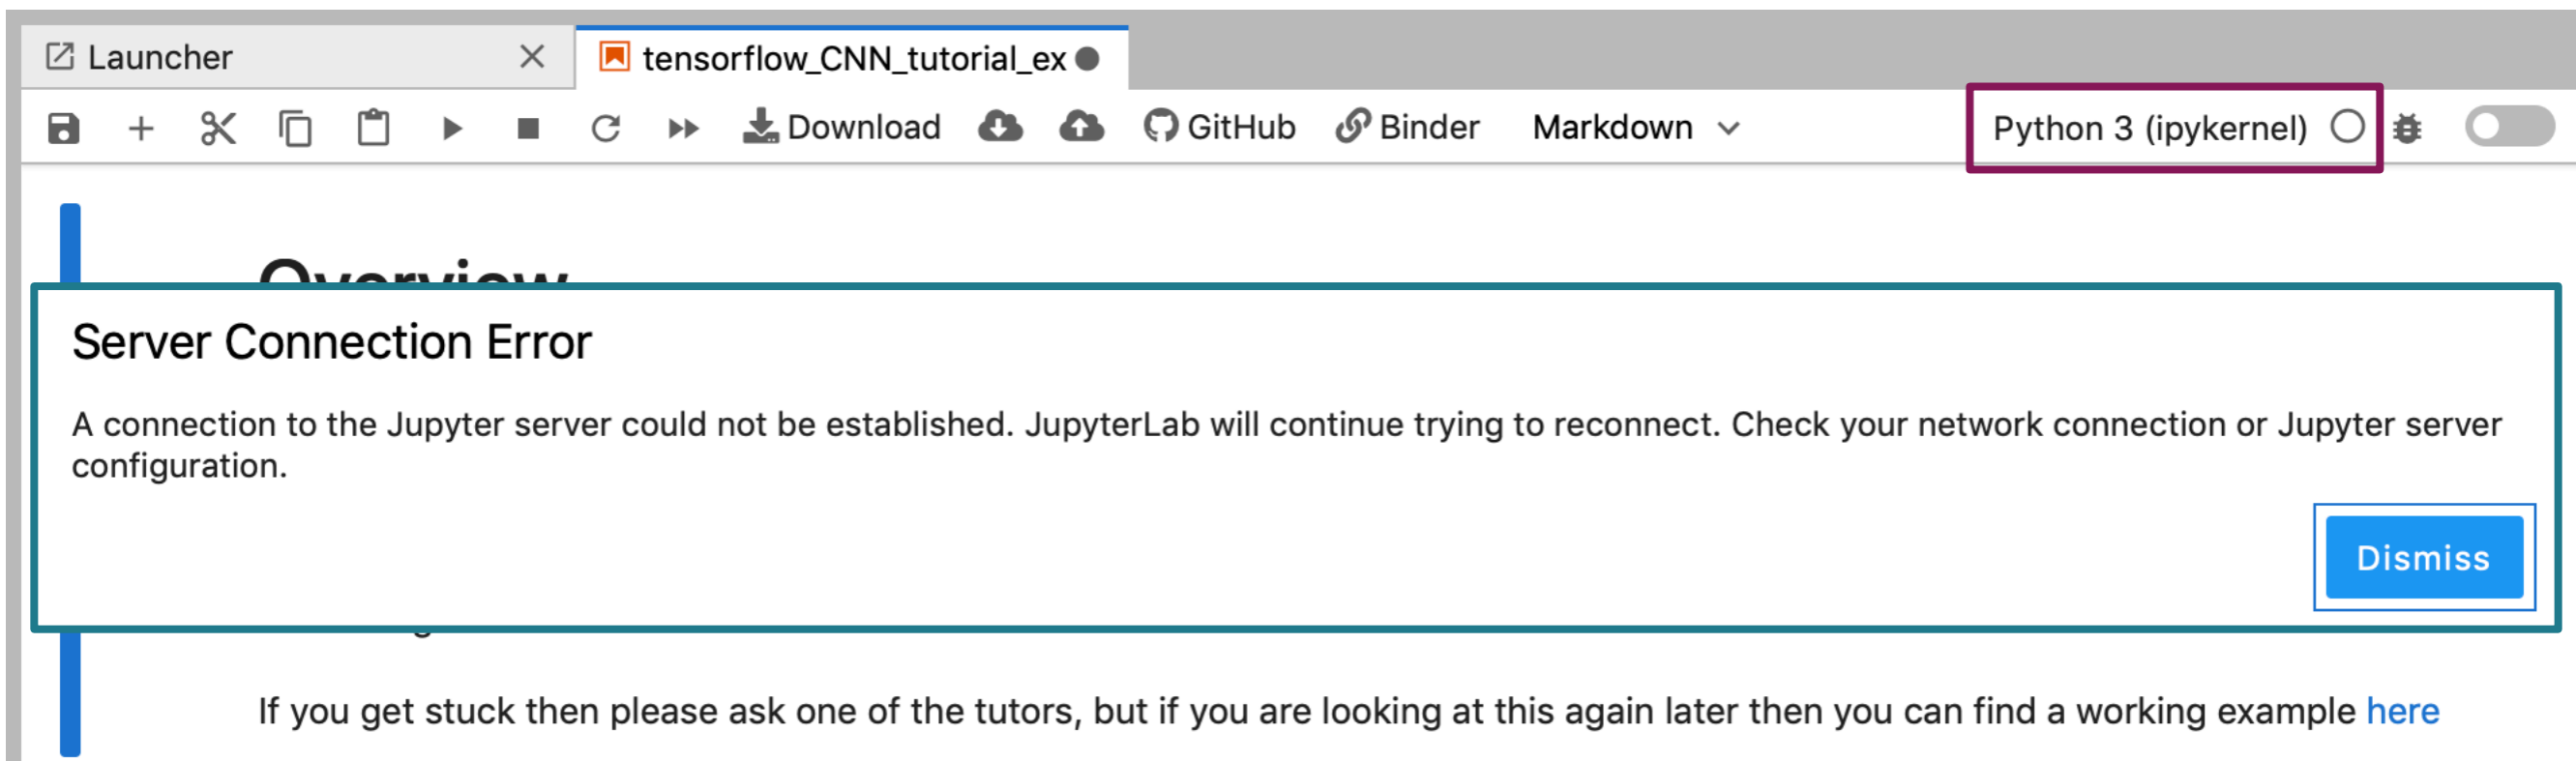 Launcher
tensorflow_CNN_tutorial_ex
Download GitHub Binder Markdown Python 3 (ipykernel)
Overview
Server Connection Error
A connection to the Jupyter server could not be established. JupyterLab will continue trying to reconnect. Check your network connection or Jupyter server
configuration.
Dismiss
If you get stuck then please ask one of the tutors, but if you are looking at this again later then you can find a working example here